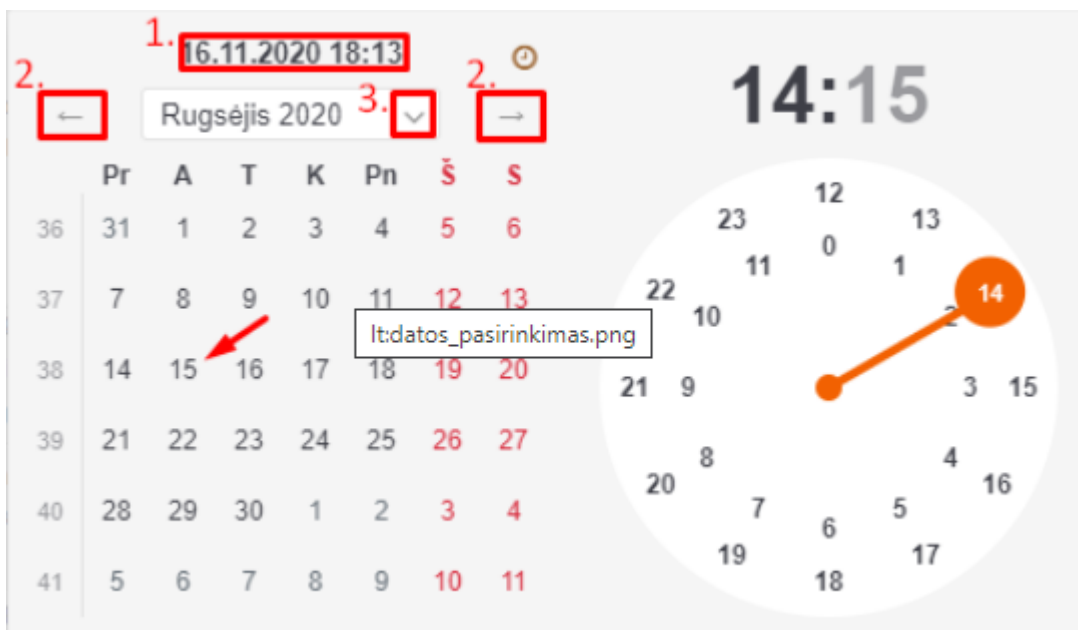 1. 16.11.2020 18:13
2. ← Rugsėjis 2020 3. 2. →
Pr A T K Pn Š S
36 31 1 2 3 4 5 6
37 7 8 9 10 11 12 13
lt:datos_pasirinkimas.png
38 14 15 16 17 18 19 20
39 21 22 23 24 25 26 27
40 28 29 30 1 2 3 4
41 5 6 7 8 9 10 11
14:15
12
23 13
0
11 1
22 14
10 2
21 9 3 15
8 4
20 16
7 5
6
19 17
18